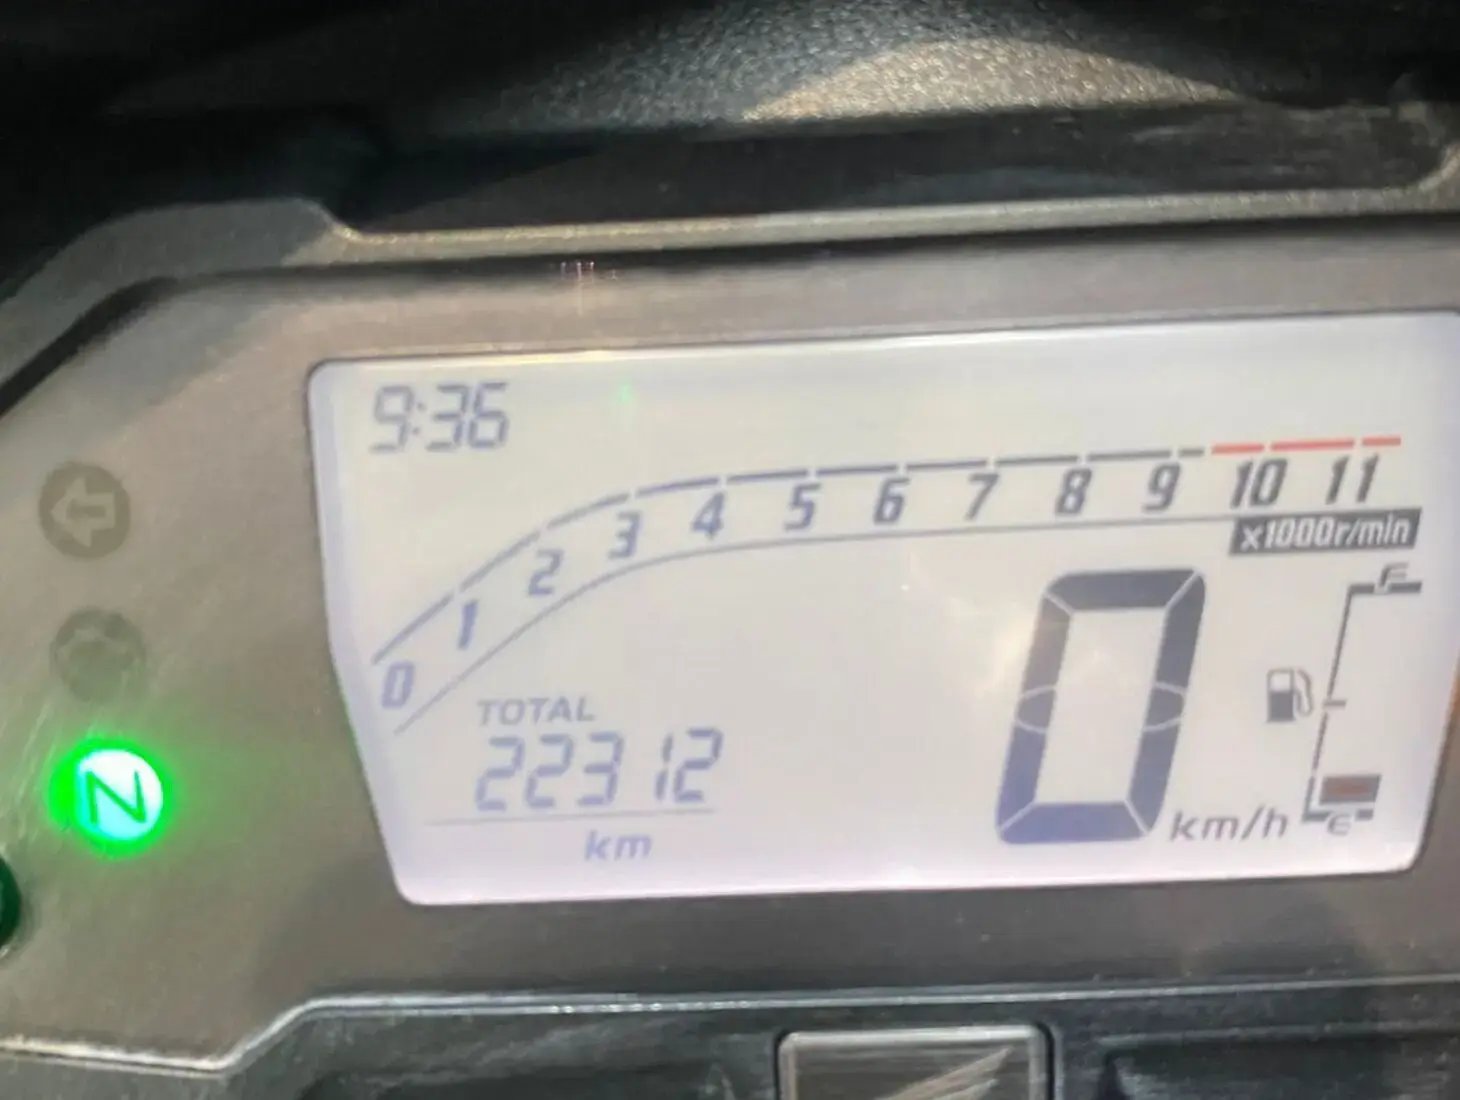 9:36
0 1 2 3 4 5 6 7 8 9 10 11
x1000r/min
F
TOTAL
22312
km
0
km/h
E
N